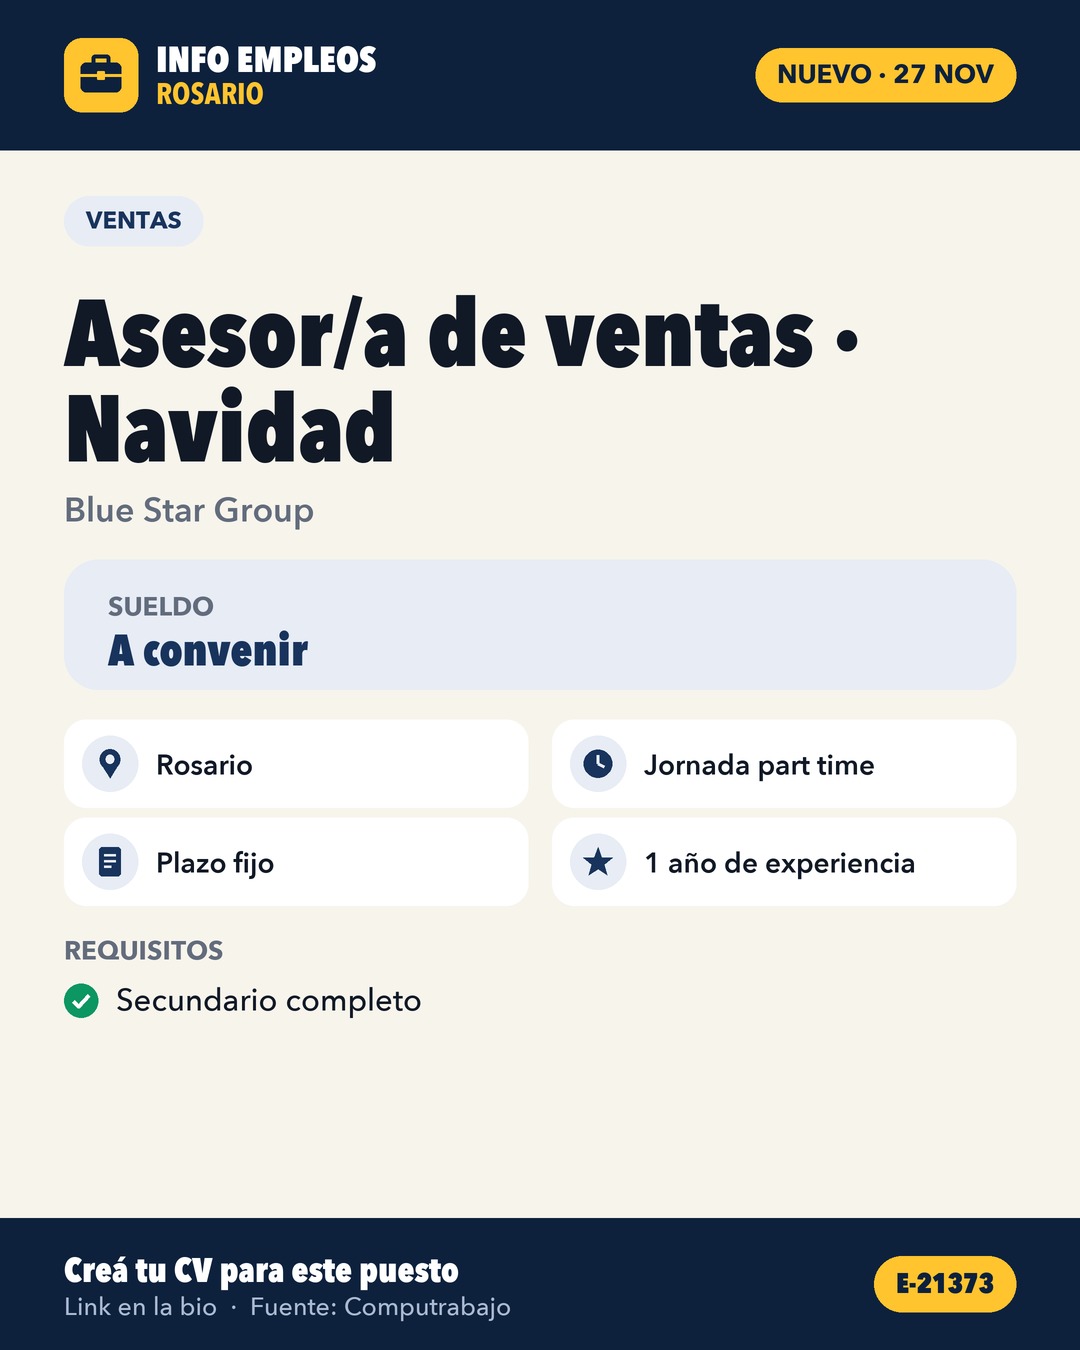 INFO EMPLEOS
ROSARIO
NUEVO · 27 NOV
VENTAS
Asesor/a de ventas ·
Navidad
Blue Star Group
SUELDO
A convenir
Rosario
Jornada part time
Plazo fijo
1 año de experiencia
REQUISITOS
Secundario completo
Creá tu CV para este puesto
Link en la bio · Fuente: Computrabajo
E-21373